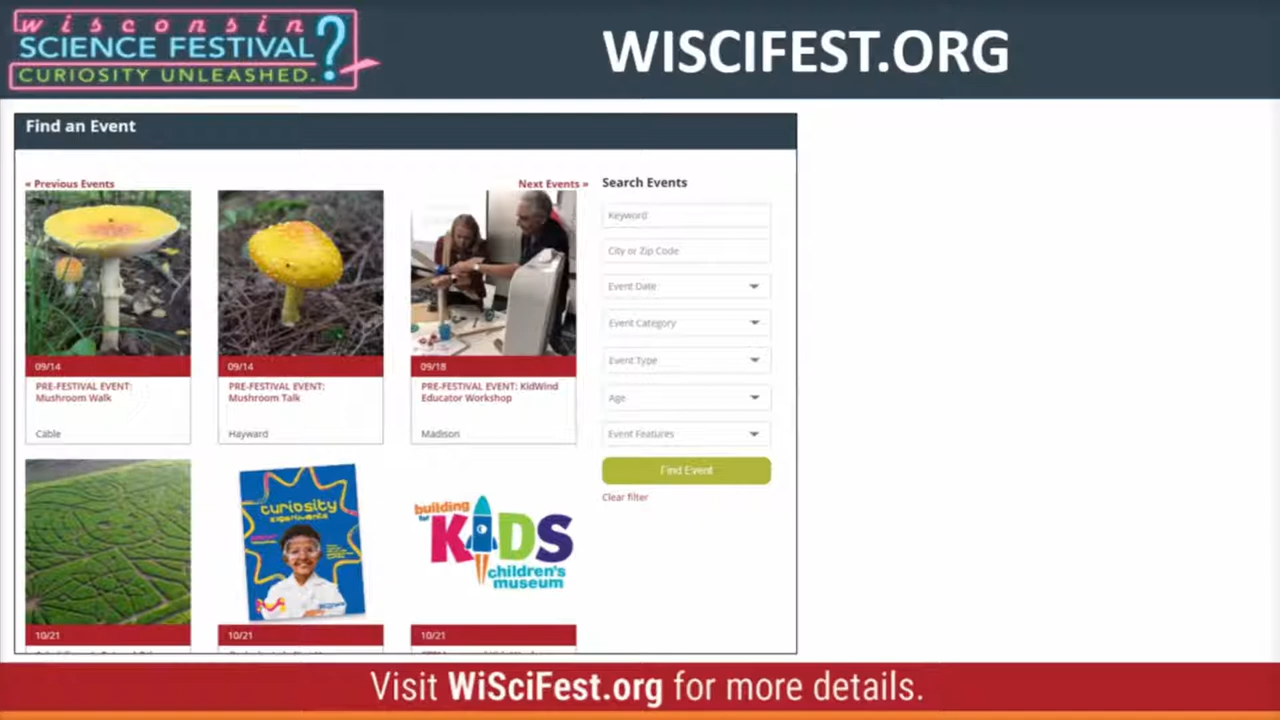 wisconsin
SCIENCE FESTIVAL
CURIOSITY UNLEASHED.
?
WISCIFEST.ORG
Find an Event
« Previous Events
Next Events »
Search Events
Keyword
City or Zip Code
Event Date
Event Category
Event Type
Age
Event Features
Find Event
Clear filter
09/14
09/14
09/18
PRE-FESTIVAL EVENT:
Mushroom Walk
PRE-FESTIVAL EVENT:
Mushroom Talk
PRE-FESTIVAL EVENT: KidWind
Educator Workshop
Cable
Hayward
Madison
curiosity
experiments
building
for KiDS
children's
museum
10/21
10/21
10/21
Visit WiSciFest.org for more details.